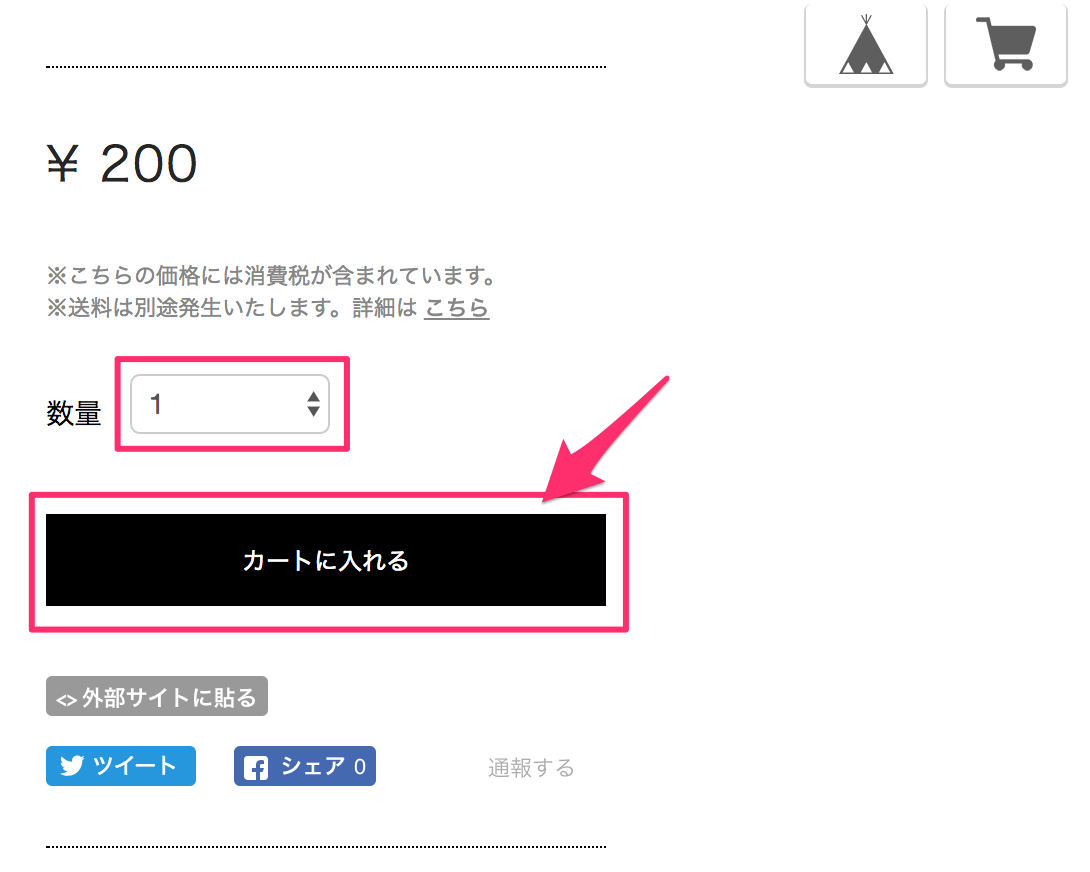 ¥ 200
※こちらの価格には消費税が含まれています。
※送料は別途発生いたします。詳細は こちら
数量 1
カートに入れる
<> 外部サイトに貼る
ツイート シェア 0 通報する